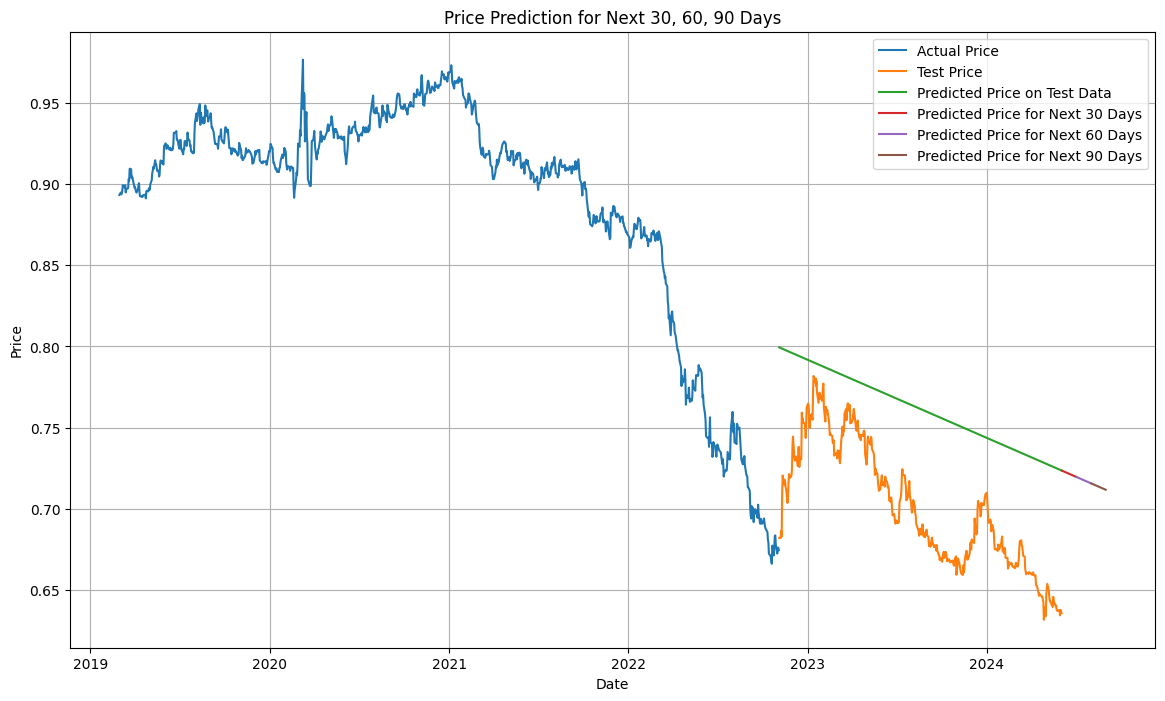 Price Prediction for Next 30, 60, 90 Days
Actual Price
Test Price
Predicted Price on Test Data
Predicted Price for Next 30 Days
Predicted Price for Next 60 Days
Predicted Price for Next 90 Days
Price
0.95
0.90
0.85
0.80
0.75
0.70
0.65
2019 2020 2021 2022 2023 2024
Date